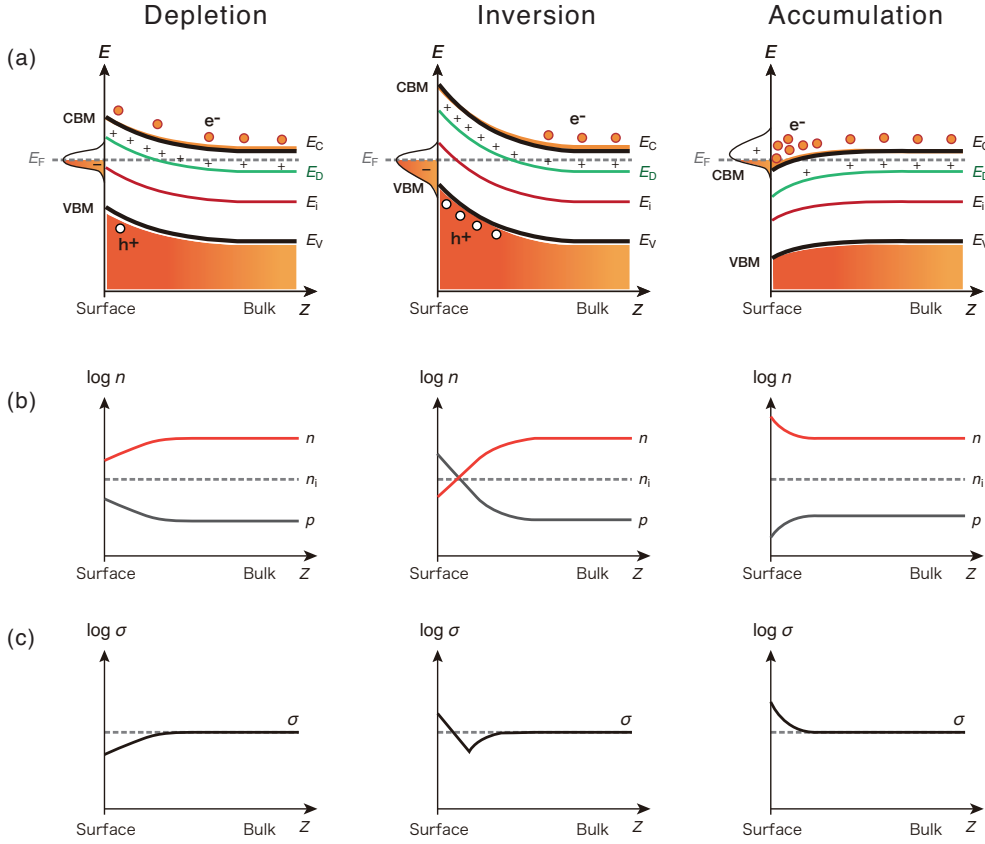 Depletion Inversion Accumulation
(a)
E E E
CBM e⁻ E_C
E_F − E_D
VBM E_i
h+ E_V
Surface Bulk z
CBM e⁻ E_C
E_F − E_D
VBM E_i
h+ E_V
Surface Bulk z
e⁻ E_C
E_F + E_D
CBM E_i
VBM E_V
Surface Bulk z
(b)
log n log n log n
n n n
n_i n_i n_i
p p p
Surface Bulk z Surface Bulk z Surface Bulk z
(c)
log σ log σ log σ
σ σ σ
Surface Bulk z Surface Bulk z Surface Bulk z